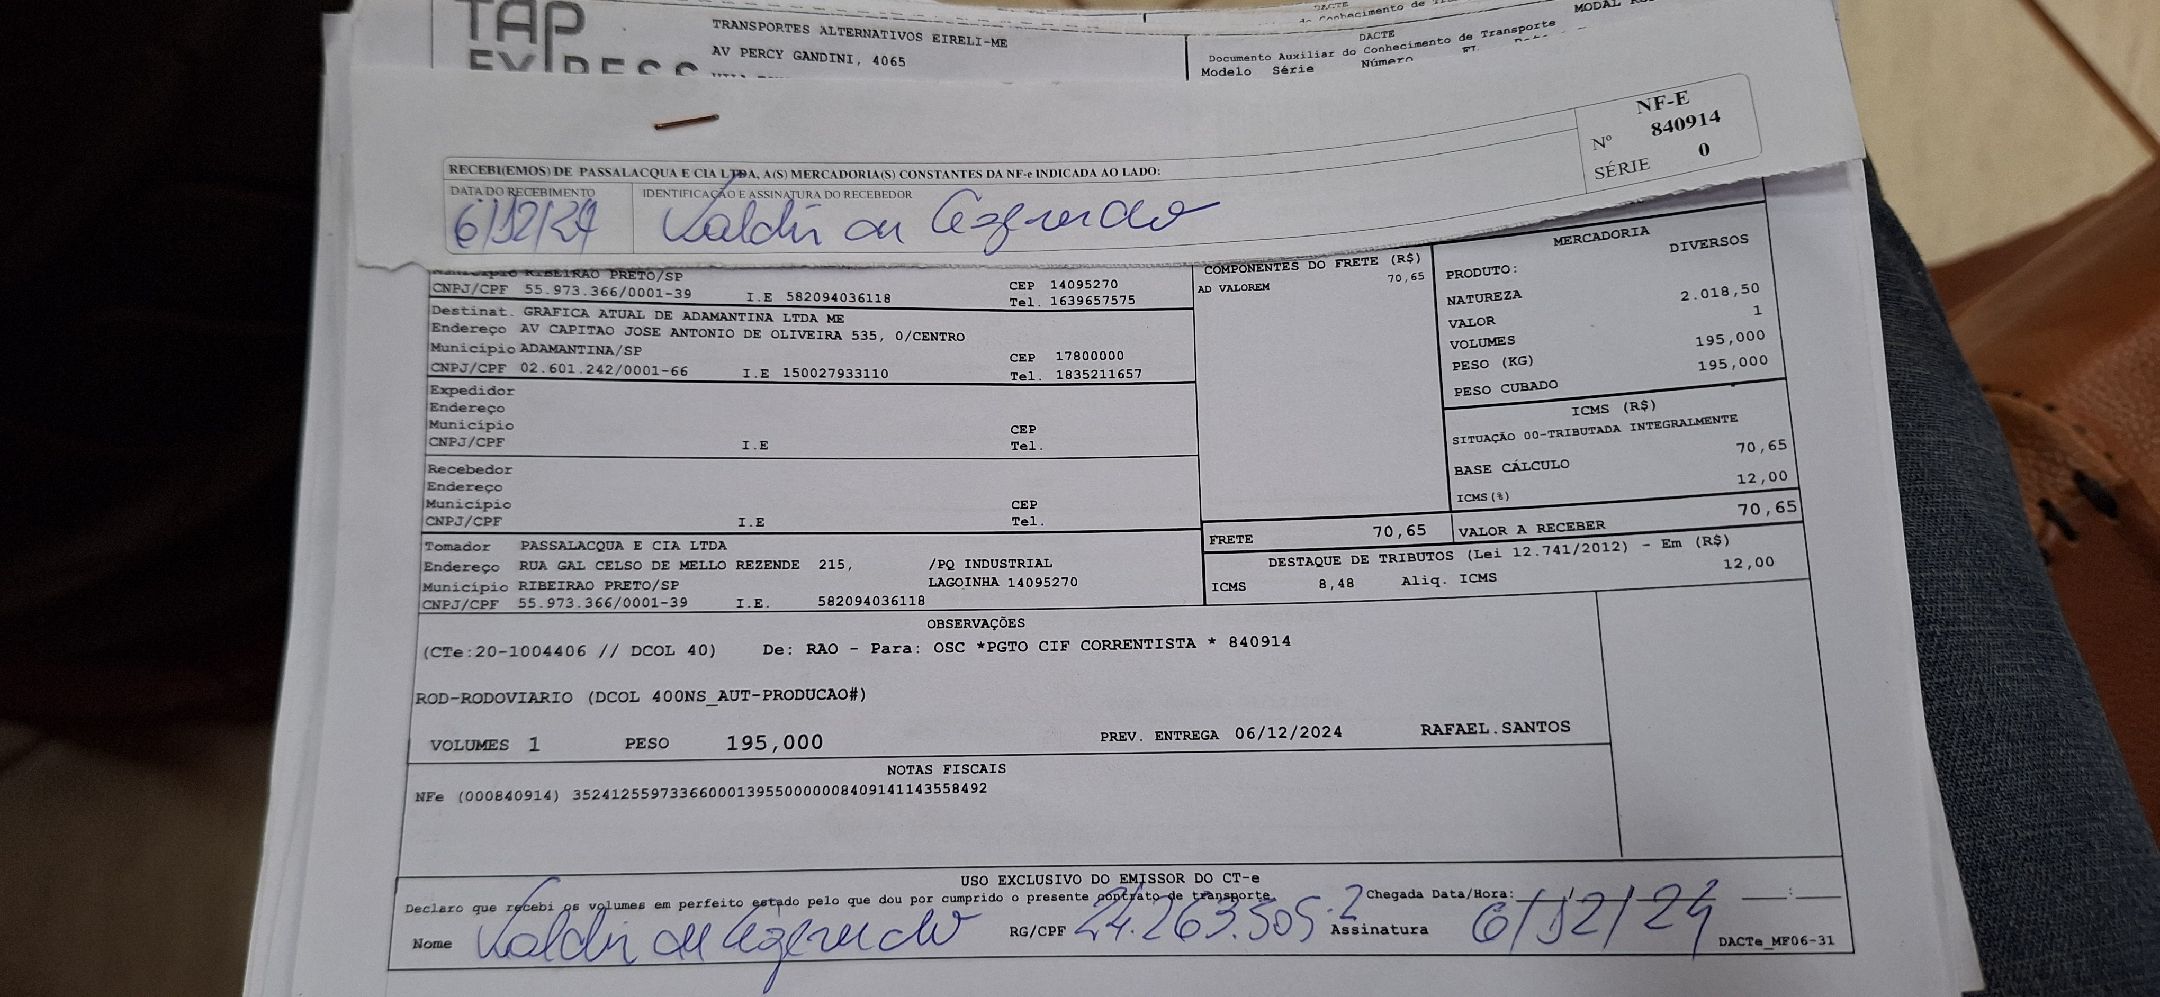 TAP
EXPRESS
TRANSPORTES ALTERNATIVOS EIRELI-ME
AV PERCY GANDINI, 4065
DACTE
Documento Auxiliar do Conhecimento de Transporte
Modelo Série Número
MODAL
NF-E
Nº 840914
SÉRIE 0
RECEBI(EMOS) DE PASSALACQUA E CIA LTDA, A(S) MERCADORIA(S) CONSTANTES DA NF-e INDICADA AO LADO:
DATA DO RECEBIMENTO IDENTIFICAÇÃO E ASSINATURA DO RECEBEDOR
6/12/24
Município RIBEIRAO PRETO/SP
CNPJ/CPF 55.973.366/0001-39 I.E 582094036118
CEP 14095270
Tel. 1639657575
Destinat. GRAFICA ATUAL DE ADAMANTINA LTDA ME
Endereço AV CAPITAO JOSE ANTONIO DE OLIVEIRA 535, 0/CENTRO
Município ADAMANTINA/SP CEP 17800000
CNPJ/CPF 02.601.242/0001-66 I.E 150027933110 Tel. 1835211657
Expedidor
Endereço
Município CEP
CNPJ/CPF I.E Tel.
Recebedor
Endereço
Município CEP
CNPJ/CPF I.E Tel.
Tomador PASSALACQUA E CIA LTDA
Endereço RUA GAL CELSO DE MELLO REZENDE 215, /PQ INDUSTRIAL
Município RIBEIRAO PRETO/SP LAGOINHA 14095270
CNPJ/CPF 55.973.366/0001-39 I.E. 582094036118
COMPONENTES DO FRETE (R$)
AD VALOREM 70,65
MERCADORIA
PRODUTO: DIVERSOS
NATUREZA
VALOR 2.018,50
VOLUMES 1
PESO (KG) 195,000
PESO CUBADO 195,000
ICMS (R$)
SITUAÇÃO 00-TRIBUTADA INTEGRALMENTE
BASE CÁLCULO 70,65
ICMS(%) 12,00
FRETE 70,65 VALOR A RECEBER 70,65
DESTAQUE DE TRIBUTOS (Lei 12.741/2012) - Em (R$)
ICMS 8,48 Aliq. ICMS 12,00
OBSERVAÇÕES
(CTe:20-1004406 // DCOL 40) De: RAO - Para: OSC *PGTO CIF CORRENTISTA * 840914
ROD-RODOVIARIO (DCOL 400NS_AUT-PRODUCAO#)
VOLUMES 1 PESO 195,000 PREV. ENTREGA 06/12/2024 RAFAEL.SANTOS
NOTAS FISCAIS
NFe (000840914) 35241255973366000139550000008409141143558492
USO EXCLUSIVO DO EMISSOR DO CT-e
Declaro que recebi os volumes em perfeito estado pelo que dou por cumprido o presente contrato de transporte. Chegada Data/Hora:
Nome RG/CPF 24.263.505-2 Assinatura 6/12/24
DACTe_MF06-31